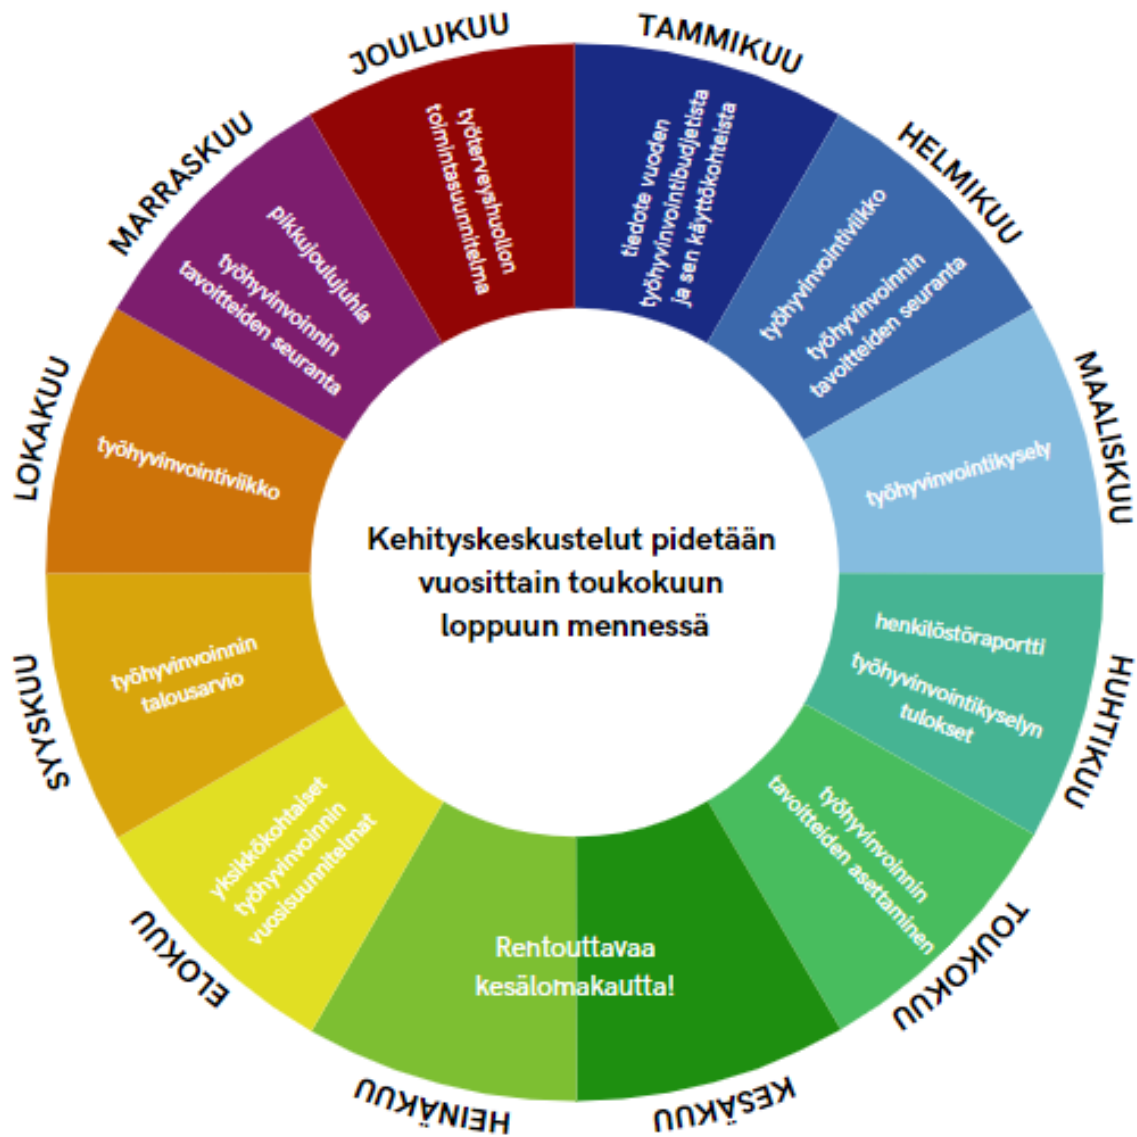 TAMMIKUU
tiedote vuoden
työhyvinvointibudjetista
ja sen käyttökohteista
HELMIKUU
työhyvinvointiviikko
työhyvinvoinnin
tavoitteiden seuranta
MAALISKUU
työhyvinvointikysely
HUHTIKUU
henkilöstöraportti
työhyvinvointikyselyn
tulokset
TOUKOKUU
työhyvinvoinnin
tavoitteiden asettaminen
KESÄKUU
HEINÄKUU
Rentouttavaa
kesälomakautta!
ELOKUU
yksikkökohtaiset
työhyvinvoinnin
vuosisuunnitelmat
SYYSKUU
työhyvinvoinnin
talousarvio
LOKAKUU
työhyvinvointiviikko
MARRASKUU
pikkujoulujuhla
työhyvinvoinnin
tavoitteiden seuranta
JOULUKUU
työterveyshuollon
toimintasuunnitelma
Kehityskeskustelut pidetään
vuosittain toukokuun
loppuun mennessä